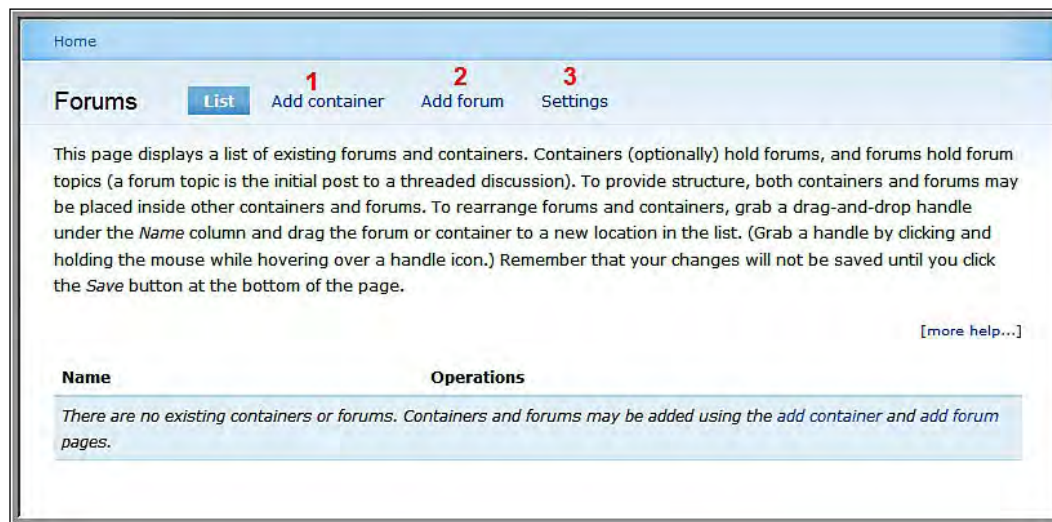 Home
1 2 3
Forums List Add container Add forum Settings
This page displays a list of existing forums and containers. Containers (optionally) hold forums, and forums hold forum
topics (a forum topic is the initial post to a threaded discussion). To provide structure, both containers and forums may
be placed inside other containers and forums. To rearrange forums and containers, grab a drag-and-drop handle
under the Name column and drag the forum or container to a new location in the list. (Grab a handle by clicking and
holding the mouse while hovering over a handle icon.) Remember that your changes will not be saved until you click
the Save button at the bottom of the page.
[more help...]
Name Operations
There are no existing containers or forums. Containers and forums may be added using the add container and add forum
pages.